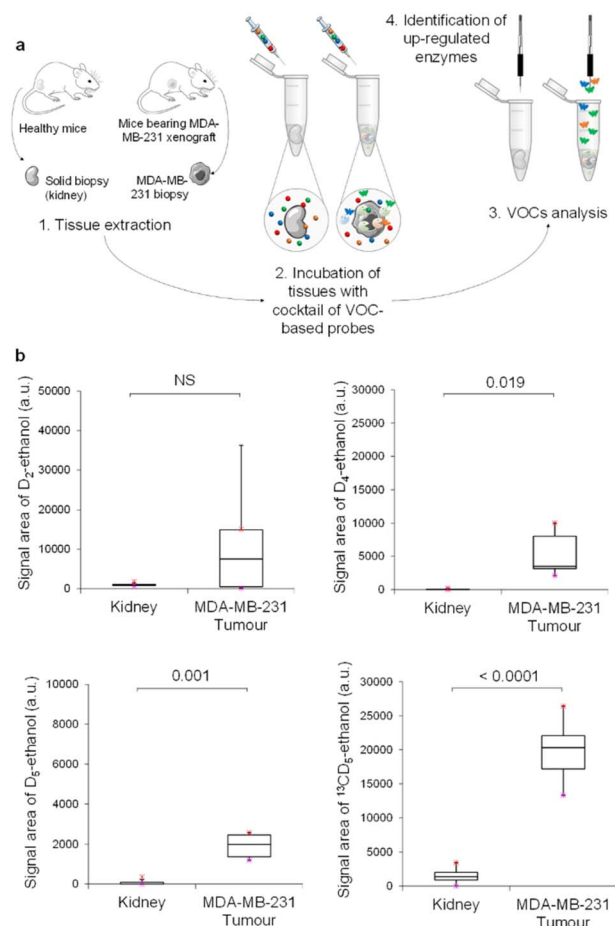 a
4. Identification of
up-regulated
enzymes
Healthy mice
Mice bearing MDA-
MB-231 xenograft
Solid biopsy
(kidney)
MDA-MB-
231 biopsy
1. Tissue extraction
2. Incubation of
tissues with
cocktail of VOC-
based probes
3. VOCs analysis
b
Signal area of D2-ethanol (a.u.)
50000
40000
30000
20000
10000
0
NS
Kidney
MDA-MB-231
Tumour
Signal area of D4-ethanol (a.u.)
30000
25000
20000
15000
10000
5000
0
0.019
Kidney
MDA-MB-231
Tumour
Signal area of D5-ethanol (a.u.)
10000
8000
6000
4000
2000
0
0.001
Kidney
MDA-MB-231
Tumour
Signal area of ¹³CD5-ethanol (a.u.)
30000
25000
20000
15000
10000
5000
0
< 0.0001
Kidney
MDA-MB-231
Tumour